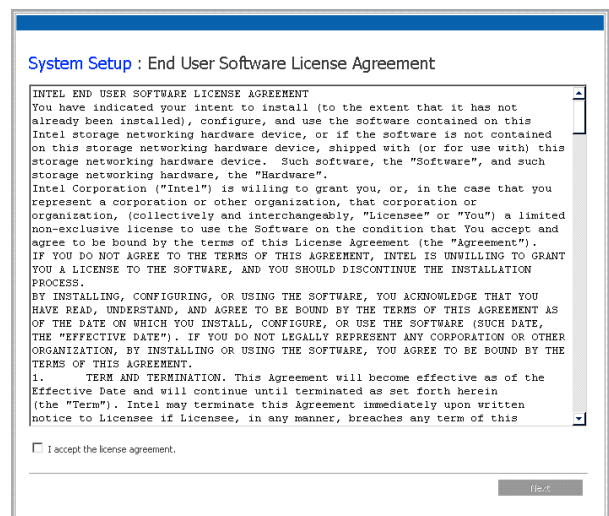 System Setup : End User Software License Agreement
INTEL END USER SOFTWARE LICENSE AGREEMENT
You have indicated your intent to install (to the extent that it has not
already been installed), configure, and use the software contained on this
Intel storage networking hardware device, or if the software is not contained
on this storage networking hardware device, shipped with (or for use with) this
storage networking hardware device.  Such software, the "Software", and such
storage networking hardware, the "Hardware".
Intel Corporation ("Intel") is willing to grant you, or, in the case that you
represent a corporation or other organization, that corporation or
organization, (collectively and interchangeably, "Licensee" or "You") a limited
non-exclusive license to use the Software on the condition that You accept and
agree to be bound by the terms of this License Agreement (the "Agreement").
IF YOU DO NOT AGREE TO THE TERMS OF THIS AGREEMENT, INTEL IS UNWILLING TO GRANT
YOU A LICENSE TO THE SOFTWARE, AND YOU SHOULD DISCONTINUE THE INSTALLATION
PROCESS.
BY INSTALLING, CONFIGURING, OR USING THE SOFTWARE, YOU ACKNOWLEDGE THAT YOU
HAVE READ, UNDERSTAND, AND AGREE TO BE BOUND BY THE TERMS OF THIS AGREEMENT AS
OF THE DATE ON WHICH YOU INSTALL, CONFIGURE, OR USE THE SOFTWARE (SUCH DATE,
THE "EFFECTIVE DATE"). IF YOU DO NOT LEGALLY REPRESENT ANY CORPORATION OR OTHER
ORGANIZATION, BY INSTALLING OR USING THE SOFTWARE, YOU AGREE TO BE BOUND BY THE
TERMS OF THIS AGREEMENT.
1.      TERM AND TERMINATION. This Agreement will become effective as of the
Effective Date and will continue until terminated as set forth herein
(the "Term"). Intel may terminate this Agreement immediately upon written
notice to Licensee if Licensee, in any manner, breaches any term of this
I accept the license agreement.
Next